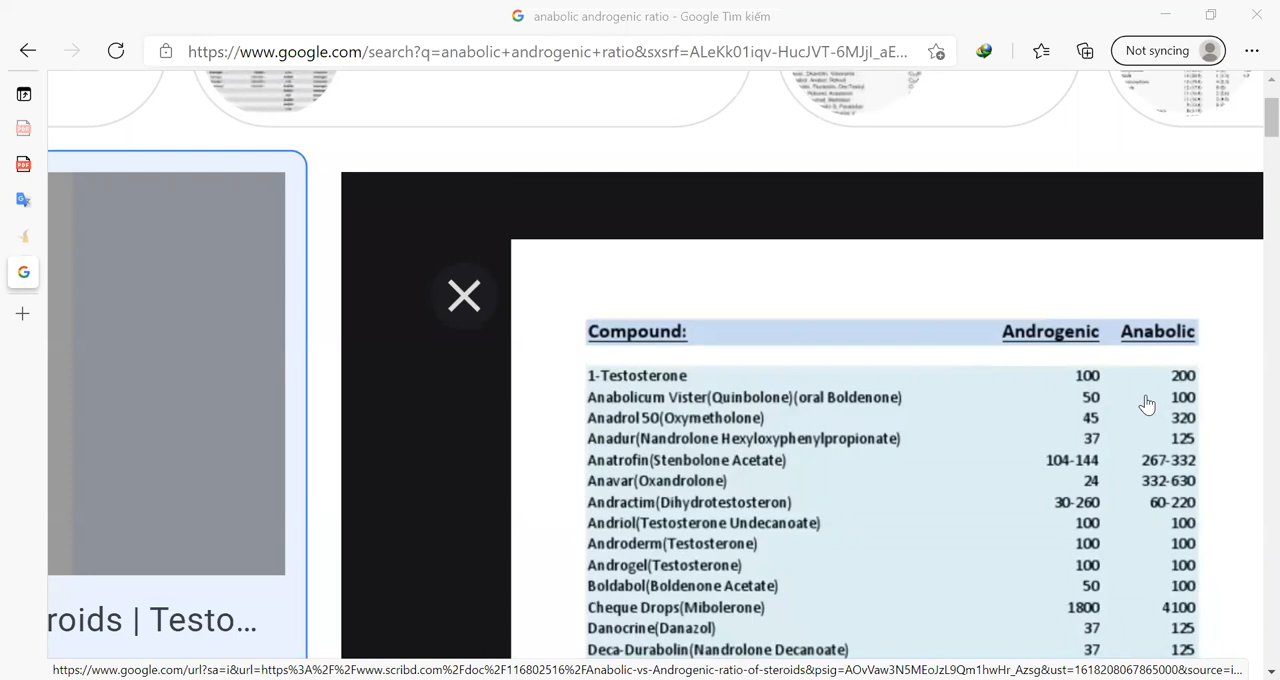 anabolic androgenic ratio - Google Tìm kiếm
https://www.google.com/search?q=anabolic+androgenic+ratio&sxsrf=ALeKk01iqv-HucJVT-6MJjI_aE...
Not syncing
Compound: Androgenic Anabolic
1-Testosterone 100 200
Anabolicum Vister(Quinbolone)(oral Boldenone) 50 100
Anadrol 50(Oxymetholone) 45 320
Anadur(Nandrolone Hexyloxyphenylpropionate) 37 125
Anatrofin(Stenbolone Acetate) 104-144 267-332
Anavar(Oxandrolone) 24 332-630
Andractim(Dihydrotestosteron) 30-260 60-220
Andriol(Testosterone Undecanoate) 100 100
Androderm(Testosterone) 100 100
Androgel(Testosterone) 100 100
Boldabol(Boldenone Acetate) 50 100
Cheque Drops(Mibolerone) 1800 4100
Danocrine(Danazol) 37 125
Deca-Durabolin(Nandrolone Decanoate) 37 125
roids | Testo...
https://www.google.com/url?sa=i&url=https%3A%2F%2Fwww.scribd.com%2Fdoc%2F116802516%2FAnabolic-vs-Androgenic-ratio-of-steroids&psig=AOvVaw3N5MEoJzL9Qm1hwHr_Azsg&ust=1618208067865000&source=i...